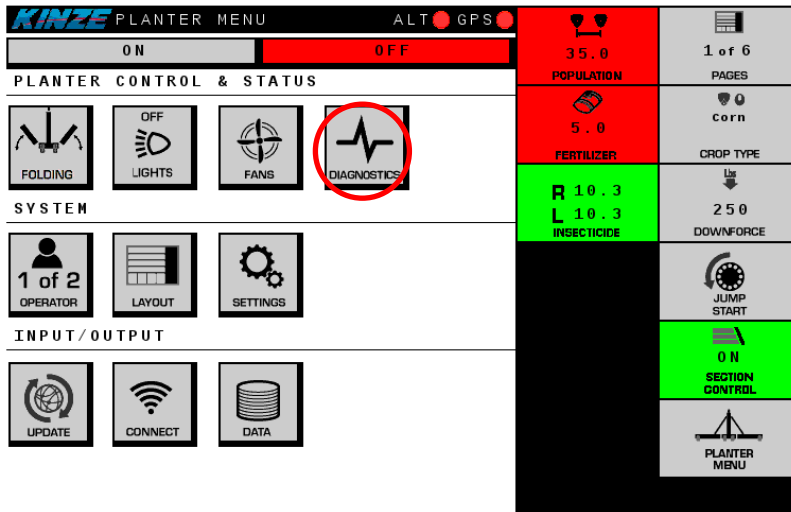 KINZE PLANTER MENU ALT GPS
ON OFF
PLANTER CONTROL & STATUS
FOLDING
OFF
LIGHTS
FANS
DIAGNOSTICS
SYSTEM
1 of 2
OPERATOR
LAYOUT
SETTINGS
INPUT/OUTPUT
UPDATE
CONNECT
DATA
35.0
POPULATION
5.0
FERTILIZER
R 10.3
L 10.3
INSECTICIDE
1 of 6
PAGES
Corn
CROP TYPE
Lbs
250
DOWNFORCE
JUMP
START
ON
SECTION
CONTROL
PLANTER
MENU